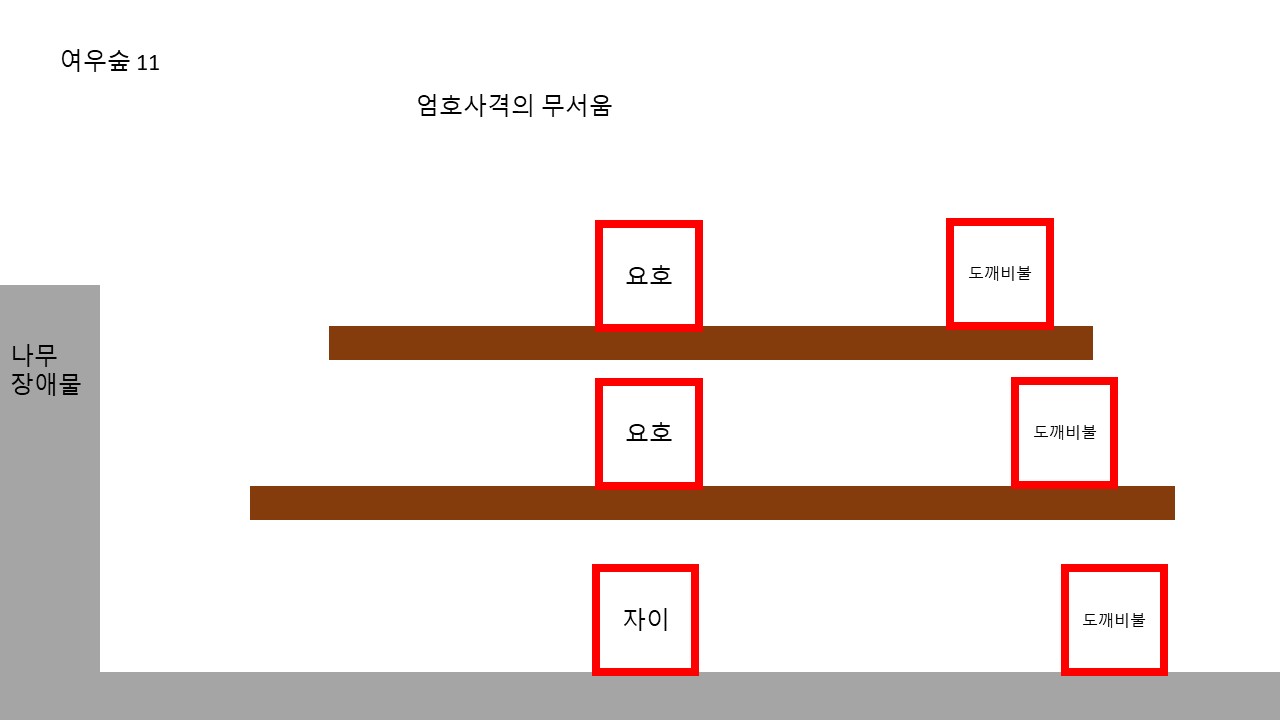 여우숲 11
엄호사격의 무서움
요호
도깨비불
나무
장애물
요호
도깨비불
자이
도깨비불